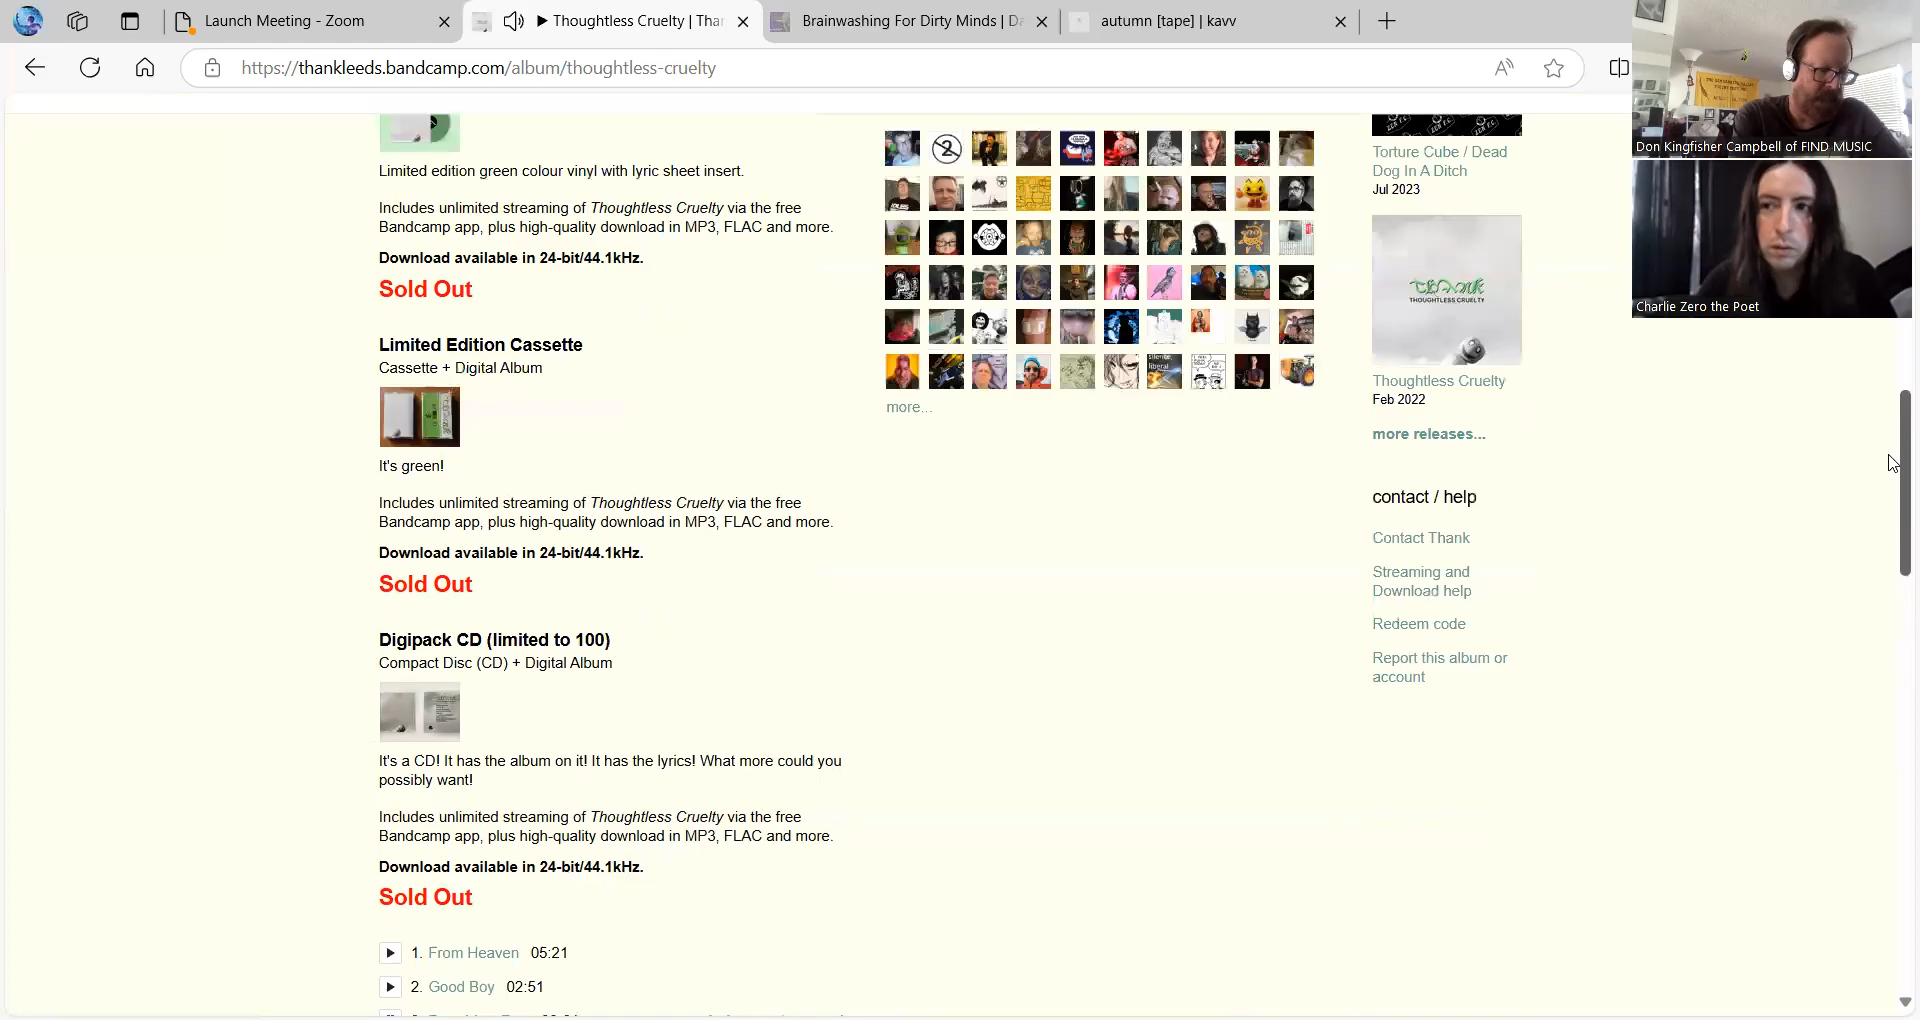 Launch Meeting - Zoom
Thoughtless Cruelty | Tha
Brainwashing For Dirty Minds | Da
autumn [tape] | kavv
https://thankleeds.bandcamp.com/album/thoughtless-cruelty
Don Kingfisher Campbell of FIND MUSIC
Charlie Zero the Poet
Limited edition green colour vinyl with lyric sheet insert.
Includes unlimited streaming of Thoughtless Cruelty via the free
Bandcamp app, plus high-quality download in MP3, FLAC and more.
Download available in 24-bit/44.1kHz.
Sold Out
Limited Edition Cassette
Cassette + Digital Album
It's green!
Includes unlimited streaming of Thoughtless Cruelty via the free
Bandcamp app, plus high-quality download in MP3, FLAC and more.
Download available in 24-bit/44.1kHz.
Sold Out
Digipack CD (limited to 100)
Compact Disc (CD) + Digital Album
It's a CD! It has the album on it! It has the lyrics! What more could you
possibly want!
Includes unlimited streaming of Thoughtless Cruelty via the free
Bandcamp app, plus high-quality download in MP3, FLAC and more.
Download available in 24-bit/44.1kHz.
Sold Out
1. From Heaven 05:21
2. Good Boy 02:51
2
silente,
liberal
more...
Torture Cube / Dead
Dog In A Ditch
Jul 2023
THANK
THOUGHTLESS CRUELTY
Thoughtless Cruelty
Feb 2022
more releases...
contact / help
Contact Thank
Streaming and
Download help
Redeem code
Report this album or
account